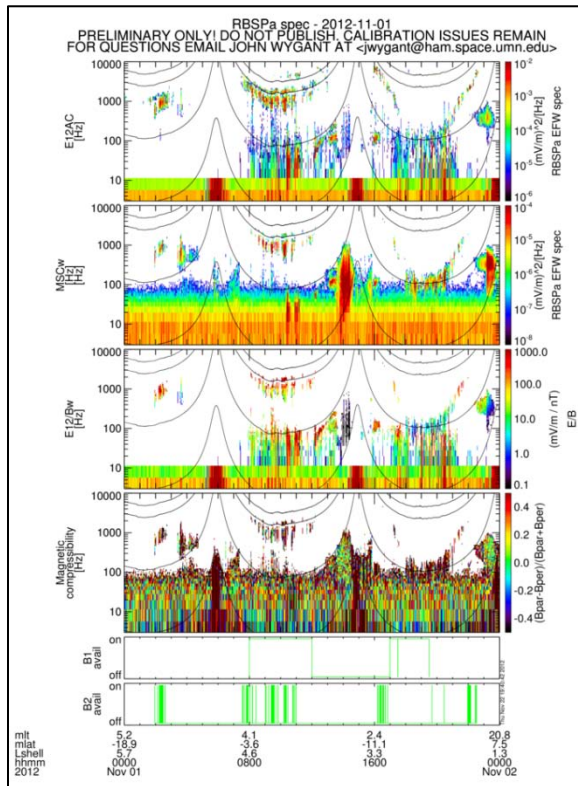 RBSPa spec - 2012-11-01
PRELIMINARY ONLY! DO NOT PUBLISH. CALIBRATION ISSUES REMAIN
FOR QUESTIONS EMAIL JOHN WYGANT AT <jwygant@ham.space.umn.edu>
10000
1000
100
10
E12AC
[Hz]
10-2
10-3
10-4
10-5
10-6
(mV/m)^2/[Hz]
RBSPa EFW spec
10000
1000
100
10
MSCw
[Hz]
[Hz]
10-4
10-5
10-6
10-7
10-8
(mV/m)^2/[Hz]
RBSPa EFW spec
10000
1000
100
10
E12/Bw
[Hz]
1000.0
100.0
10.0
1.0
0.1
(mV/m / nT)
E/B
10000
1000
100
10
Magnetic
compressibility
[Hz]
0.4
0.2
0.0
-0.2
-0.4
(Bpar-Bper)/(Bpar+Bper)
on
off
B1
avail
on
off
B2
avail
mlt 5.2 4.1 2.4 20.8
mlat -18.9 -3.6 -11.1 7.5
Lshell 5.7 4.6 3.3 1.3
hhmm 0000 0800 1600 0000
2012 Nov 01 Nov 02